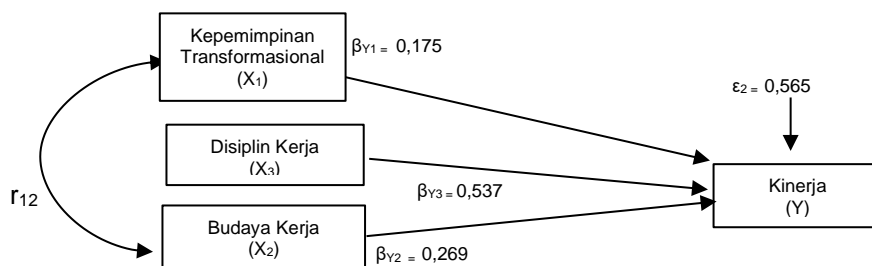 Kepemimpinan
Transformasional
(X₁)
βY1 = 0,175
ε₂ = 0,565
Disiplin Kerja
(X₃)
r₁₂
βY3 = 0,537
Kinerja
(Y)
Budaya Kerja
(X₂)
βY2 = 0,269